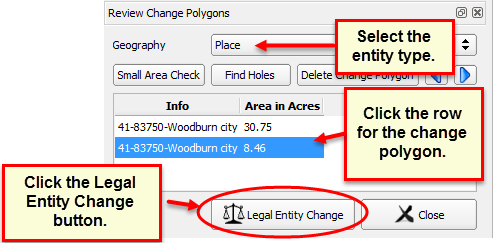 Review Change Polygons
Geography
Place
Select the
entity type.
Small Area Check
Find Holes
Delete Change Polygon
Info
Area in Acres
41-83750-Woodburn city 30.75
41-83750-Woodburn city 8.46
Click the row
for the change
polygon.
Click the Legal
Entity Change
button.
Legal Entity Change
Close